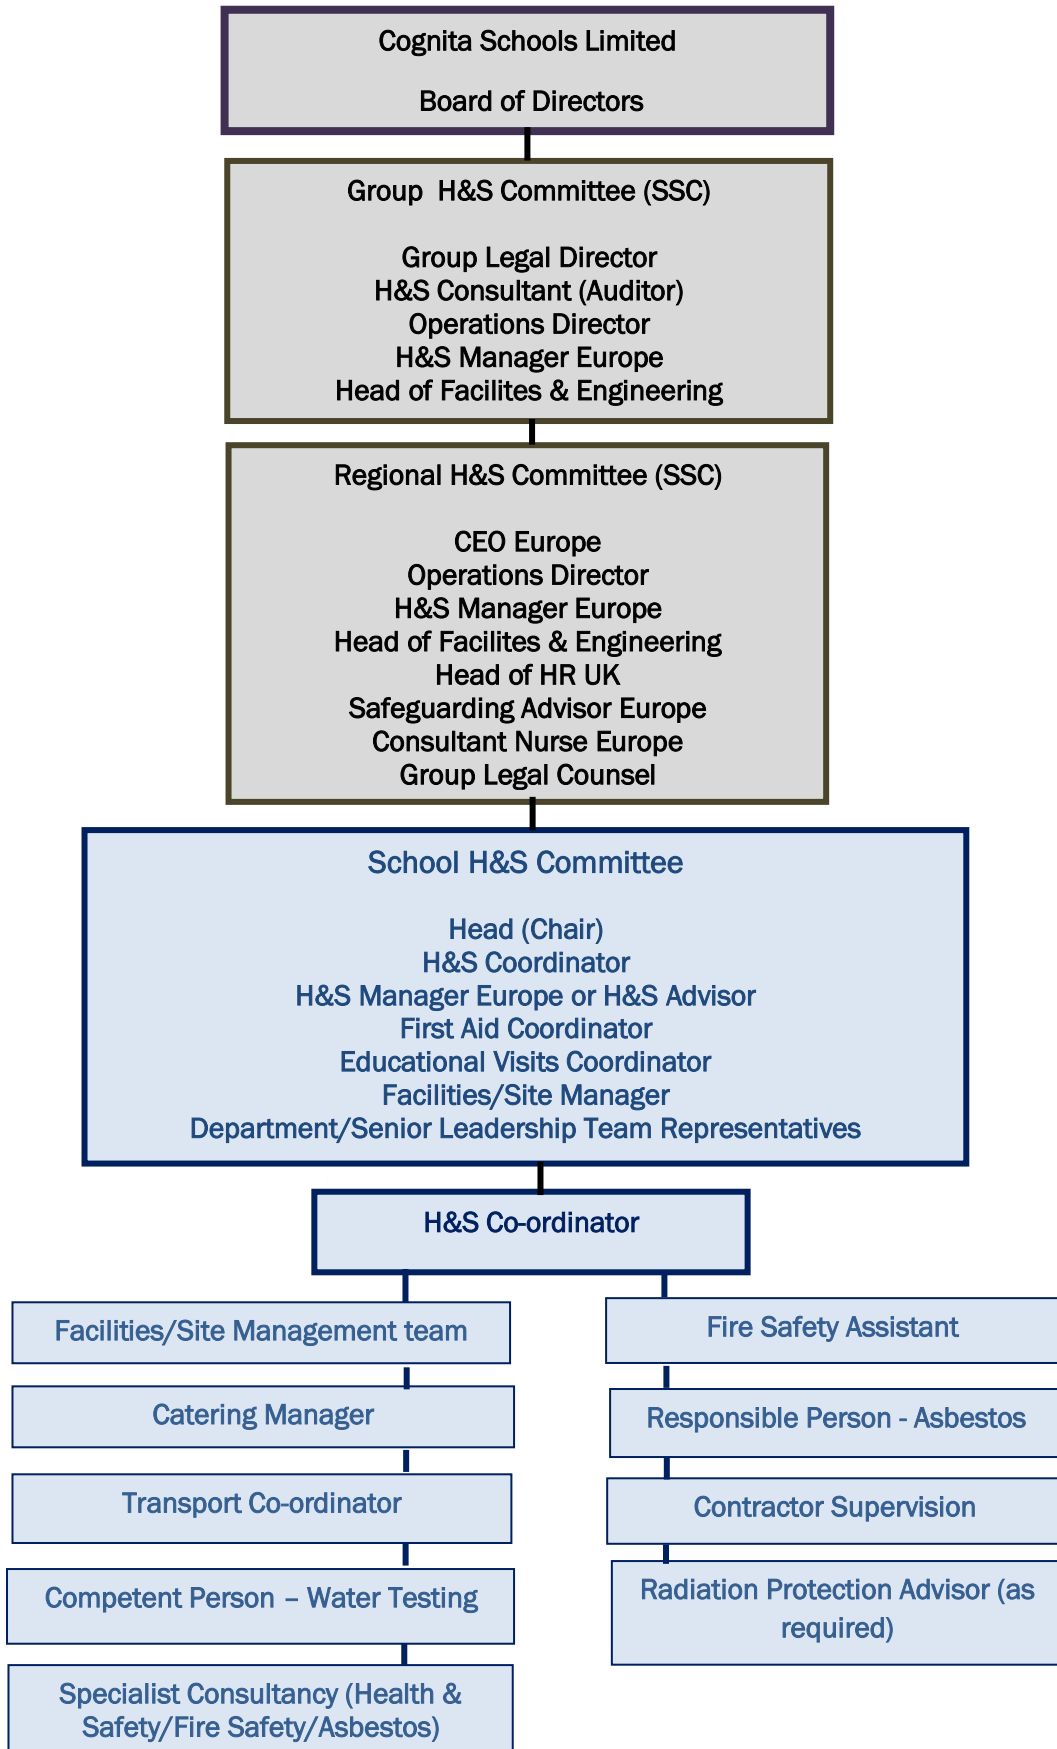 Cognita Schools Limited
Board of Directors
Group H&S Committee (SSC)
Group Legal Director
H&S Consultant (Auditor)
Operations Director
H&S Manager Europe
Head of Facilites & Engineering
Regional H&S Committee (SSC)
CEO Europe
Operations Director
H&S Manager Europe
Head of Facilites & Engineering
Head of HR UK
Safeguarding Advisor Europe
Consultant Nurse Europe
Group Legal Counsel
School H&S Committee
Head (Chair)
H&S Coordinator
H&S Manager Europe or H&S Advisor
First Aid Coordinator
Educational Visits Coordinator
Facilities/Site Manager
Department/Senior Leadership Team Representatives
H&S Co-ordinator
Facilities/Site Management team
Catering Manager
Transport Co-ordinator
Competent Person – Water Testing
Specialist Consultancy (Health &
Safety/Fire Safety/Asbestos)
Fire Safety Assistant
Responsible Person - Asbestos
Contractor Supervision
Radiation Protection Advisor (as
required)